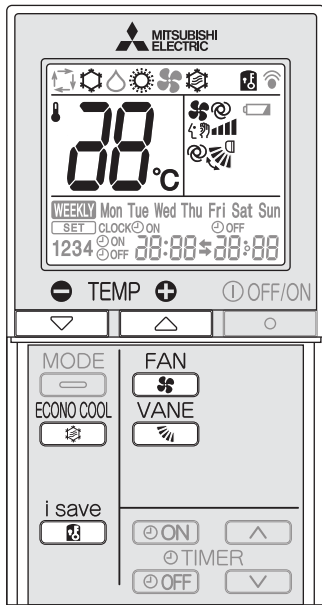 MITSUBISHI
ELECTRIC
88°C
WEEKLY Mon Tue Wed Thu Fri Sat Sun
SET CLOCK ON OFF
1234 ON OFF 88:88 88:88
TEMP OFF/ON
MODE FAN
ECONO COOL VANE
i save
ON
TIMER
OFF